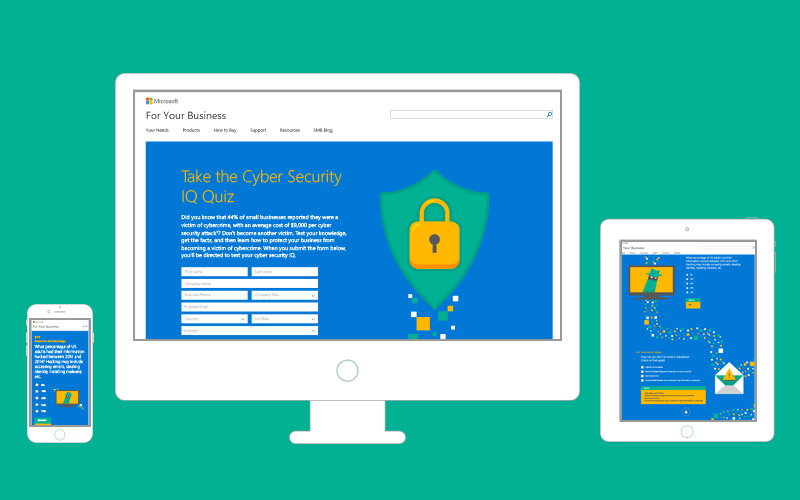 Microsoft
For Your Business
Your Needs Products How to Buy Support Resources SMB Blog
Take the Cyber Security
IQ Quiz
Did you know that 44% of small businesses reported they were a
victim of cybercrime, with an average cost of $9,000 per cyber
security attack? Don't become another victim. Test your knowledge,
get the facts, and then learn how to protect your business from
becoming a victim of cybercrime. When you submit the form below,
you'll be directed to test your cyber security IQ.
First name Last name
Company name
Business Phone Company Size
Business Email
Country Job Role
Industry
For Your Business
What percentage of US
adults had their information
hacked between 2013 and
2014? Hacking may include
accessing emails, stealing
identity, installing malware,
etc.